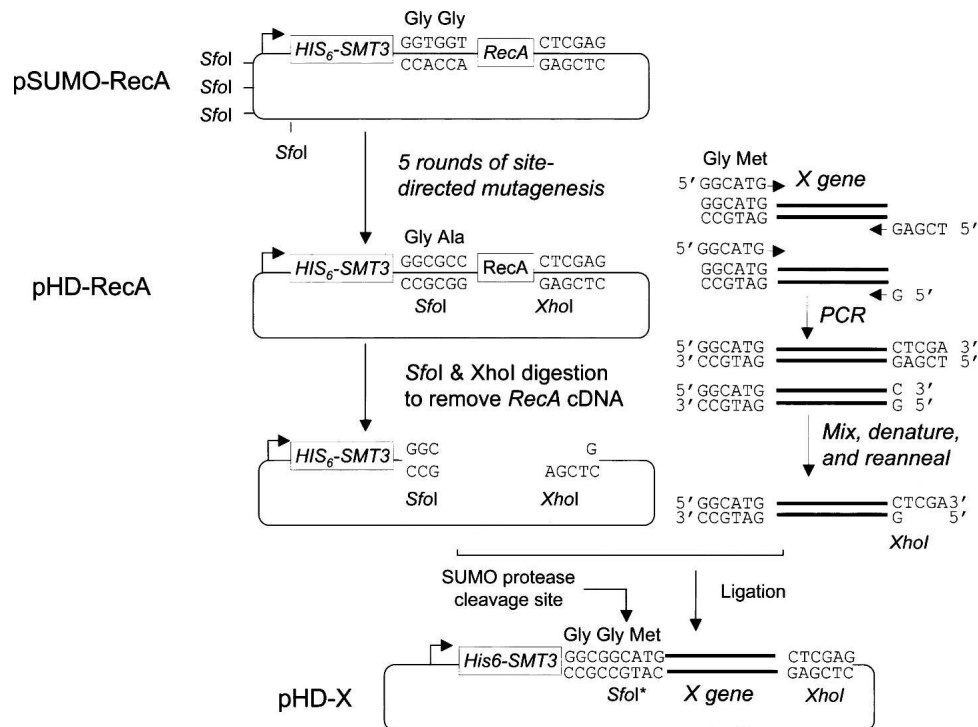 Gly Gly
HIS6-SMT3 GGTGGT RecA CTCGAG
CCACCA GAGCTC
SfoI
pSUMO-RecA
SfoI
SfoI
SfoI
5 rounds of site-
directed mutagenesis
Gly Ala
HIS6-SMT3 GGCGCC RecA CTCGAG
CCGCGG GAGCTC
pHD-RecA
SfoI XhoI
SfoI & XhoI digestion
to remove RecA cDNA
HIS6-SMT3 GGC G
CCG AGCTC
SfoI XhoI
Gly Met
5'GGCATG X gene
GGCATG
CCGTAG
GAGCT 5'
5'GGCATG
GGCATG
CCGTAG
G 5'
PCR
5'GGCATG CTCGA 3'
3'CCGTAG GAGCT 5'
5'GGCATG C 3'
3'CCGTAG G 5'
Mix, denature,
and reanneal
5'GGCATG CTCGA3'
3'CCGTAG G 5'
XhoI
SUMO protease
cleavage site
Ligation
Gly Gly Met
His6-SMT3 GGCGGCATG CTCGAG
CCGCCGTAC GAGCTC
SfoI* X gene XhoI
pHD-X